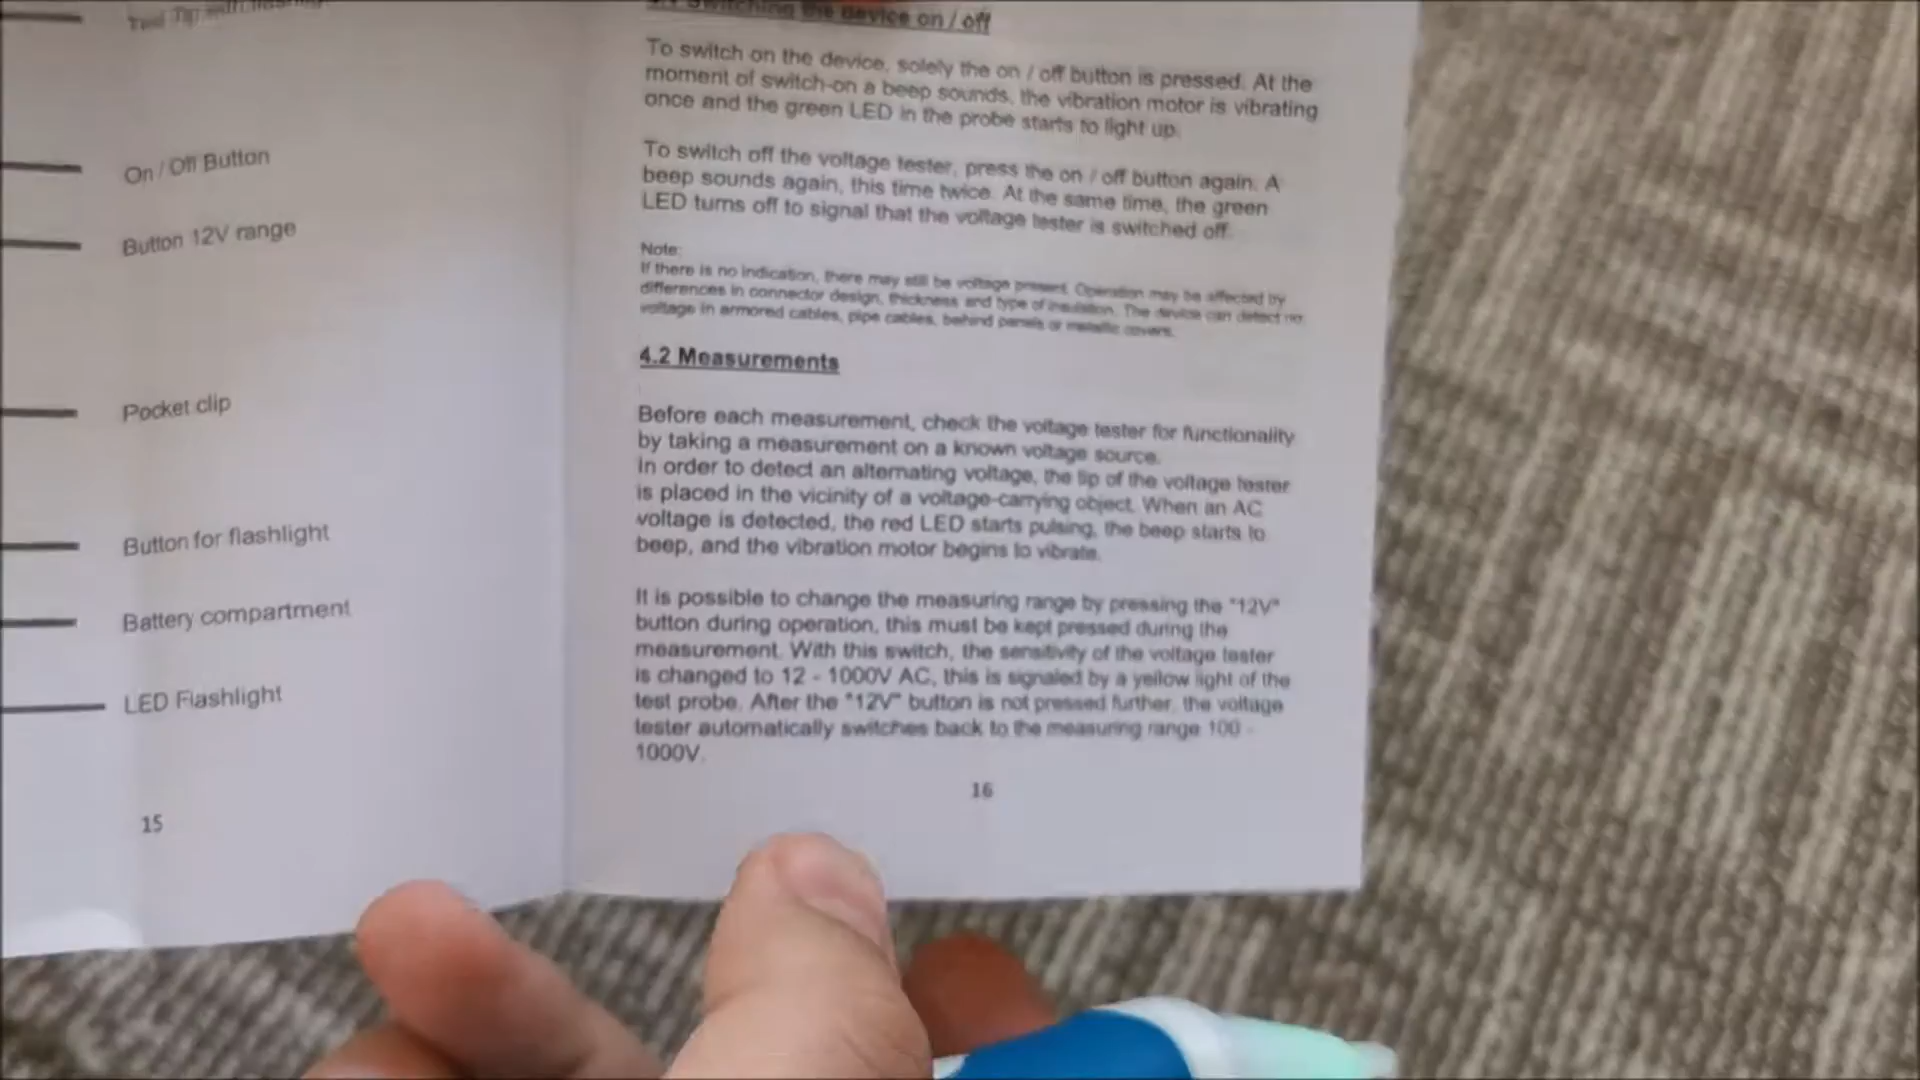 Test Tip with
On / Off Button
Button 12V range
Pocket clip
Button for flashlight
Battery compartment
LED Flashlight
15
Switching the device on / off
To switch on the device, solely the on / off button is pressed. At the
moment of switch-on a beep sounds, the vibration motor is vibrating
once and the green LED in the probe starts to light up.
To switch off the voltage tester, press the on / off button again. A
beep sounds again, this time twice. At the same time, the green
LED turns off to signal that the voltage tester is switched off.
Note:
If there is no indication, there may still be voltage present. Operation may be affected by
differences in connector design, thickness and type of insulation. The device can detect no
voltage in armored cables, pipe cables, behind panels or metallic covers.
4.2 Measurements
Before each measurement, check the voltage tester for functionality
by taking a measurement on a known voltage source.
In order to detect an alternating voltage, the tip of the voltage tester
is placed in the vicinity of a voltage-carrying object. When an AC
voltage is detected, the red LED starts pulsing, the beep starts to
beep, and the vibration motor begins to vibrate.
It is possible to change the measuring range by pressing the "12V"
button during operation, this must be kept pressed during the
measurement. With this switch, the sensitivity of the voltage tester
is changed to 12 - 1000V AC, this is signaled by a yellow light of the
test probe. After the "12V" button is not pressed further, the voltage
tester automatically switches back to the measuring range 100 -
1000V.
16